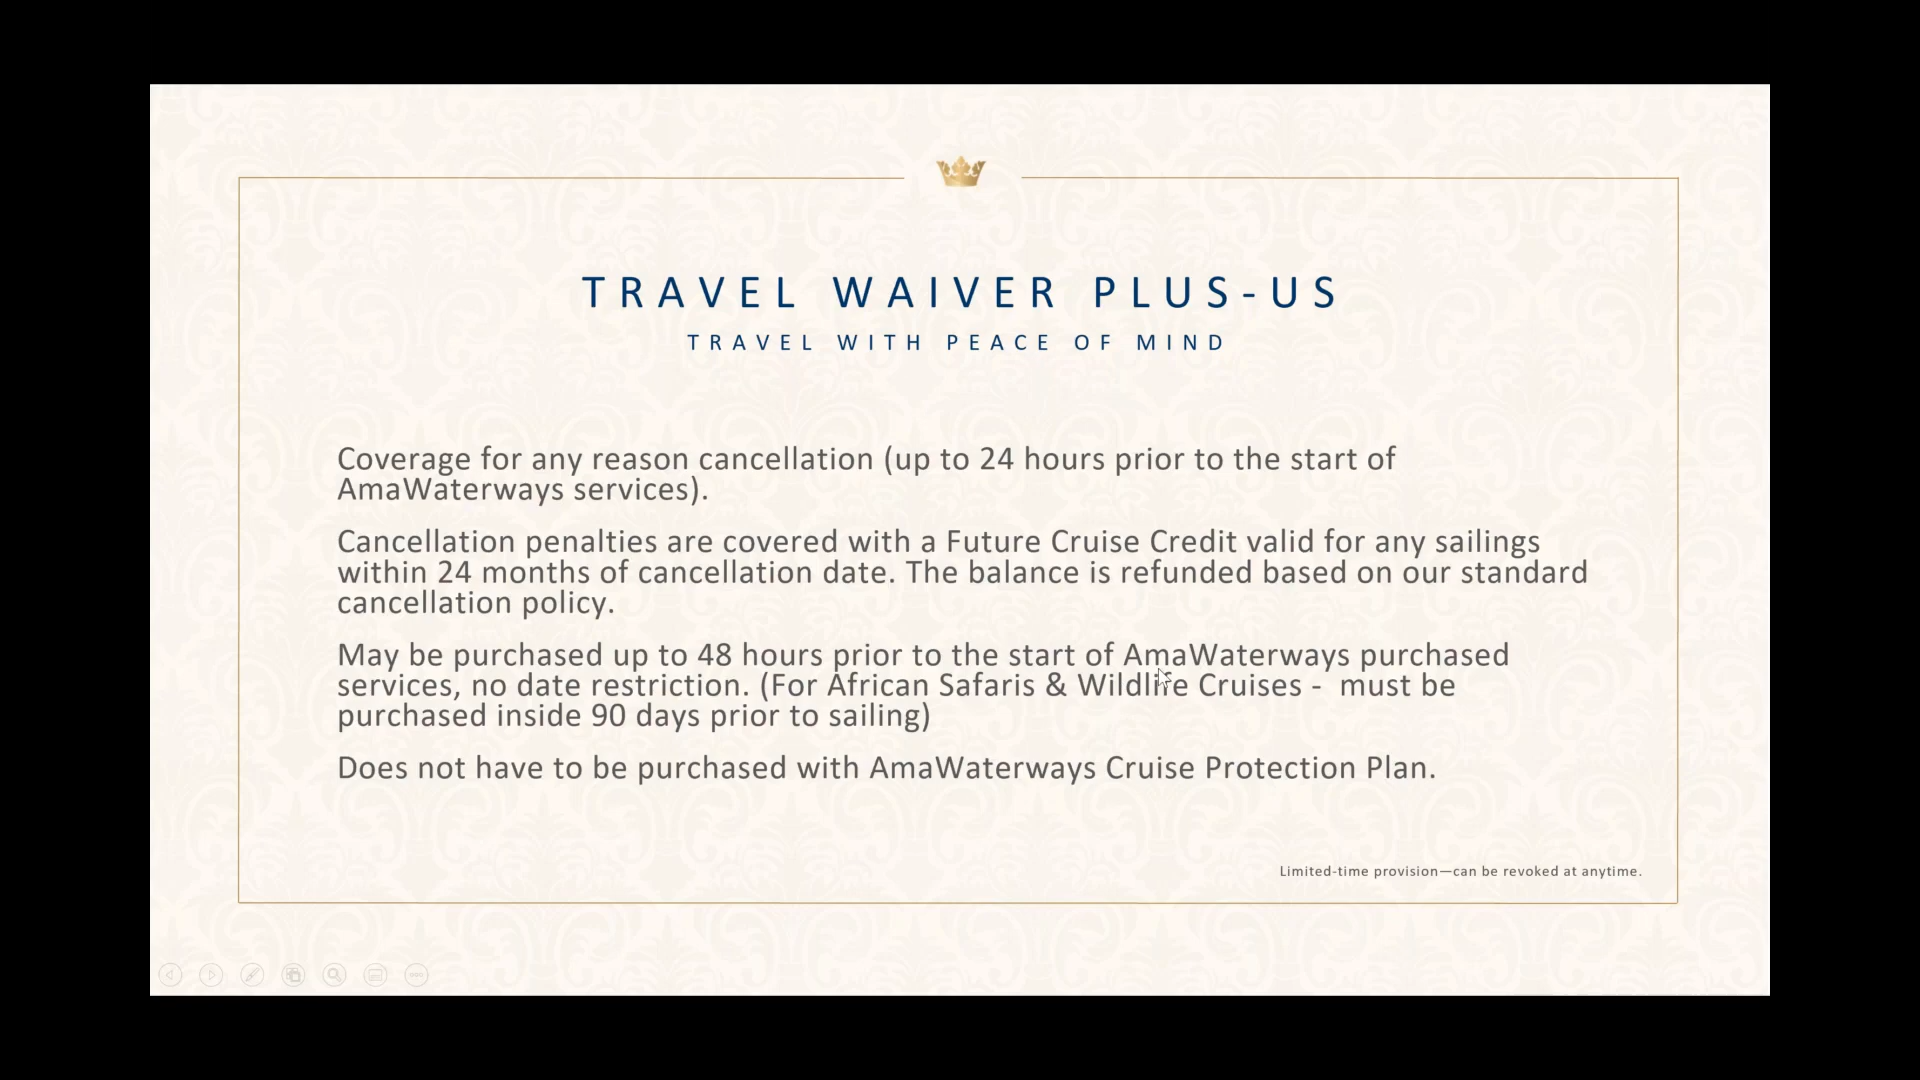 TRAVEL WAIVER PLUS-US
TRAVEL WITH PEACE OF MIND
Coverage for any reason cancellation (up to 24 hours prior to the start of
AmaWaterways services).
Cancellation penalties are covered with a Future Cruise Credit valid for any sailings
within 24 months of cancellation date. The balance is refunded based on our standard
cancellation policy.
May be purchased up to 48 hours prior to the start of AmaWaterways purchased
services, no date restriction. (For African Safaris & Wildlife Cruises -  must be
purchased inside 90 days prior to sailing)
Does not have to be purchased with AmaWaterways Cruise Protection Plan.
Limited-time provision—can be revoked at anytime.